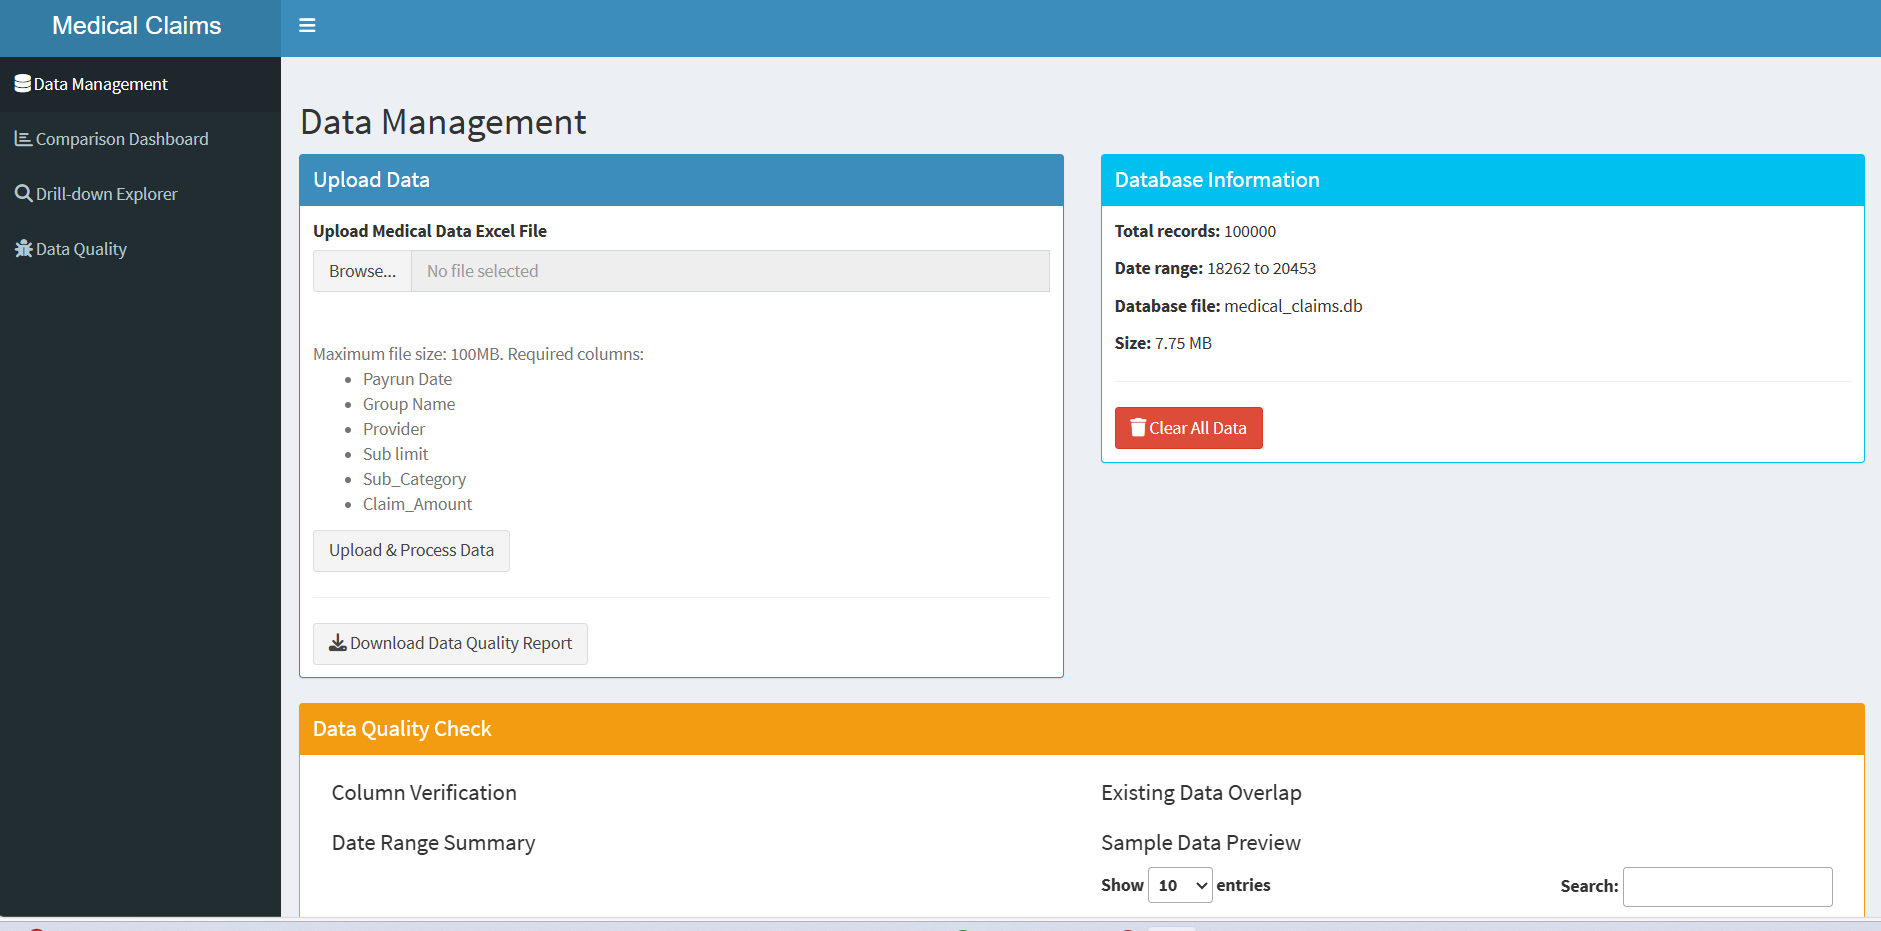 Medical Claims
Data Management
Comparison Dashboard
Drill-down Explorer
Data Quality
Data Management
Upload Data
Upload Medical Data Excel File
Browse... No file selected
Maximum file size: 100MB. Required columns:
Payrun Date
Group Name
Provider
Sub limit
Sub_Category
Claim_Amount
Upload & Process Data
Download Data Quality Report
Database Information
Total records: 100000
Date range: 18262 to 20453
Database file: medical_claims.db
Size: 7.75 MB
Clear All Data
Data Quality Check
Column Verification
Date Range Summary
Existing Data Overlap
Sample Data Preview
Show 10 entries
Search: